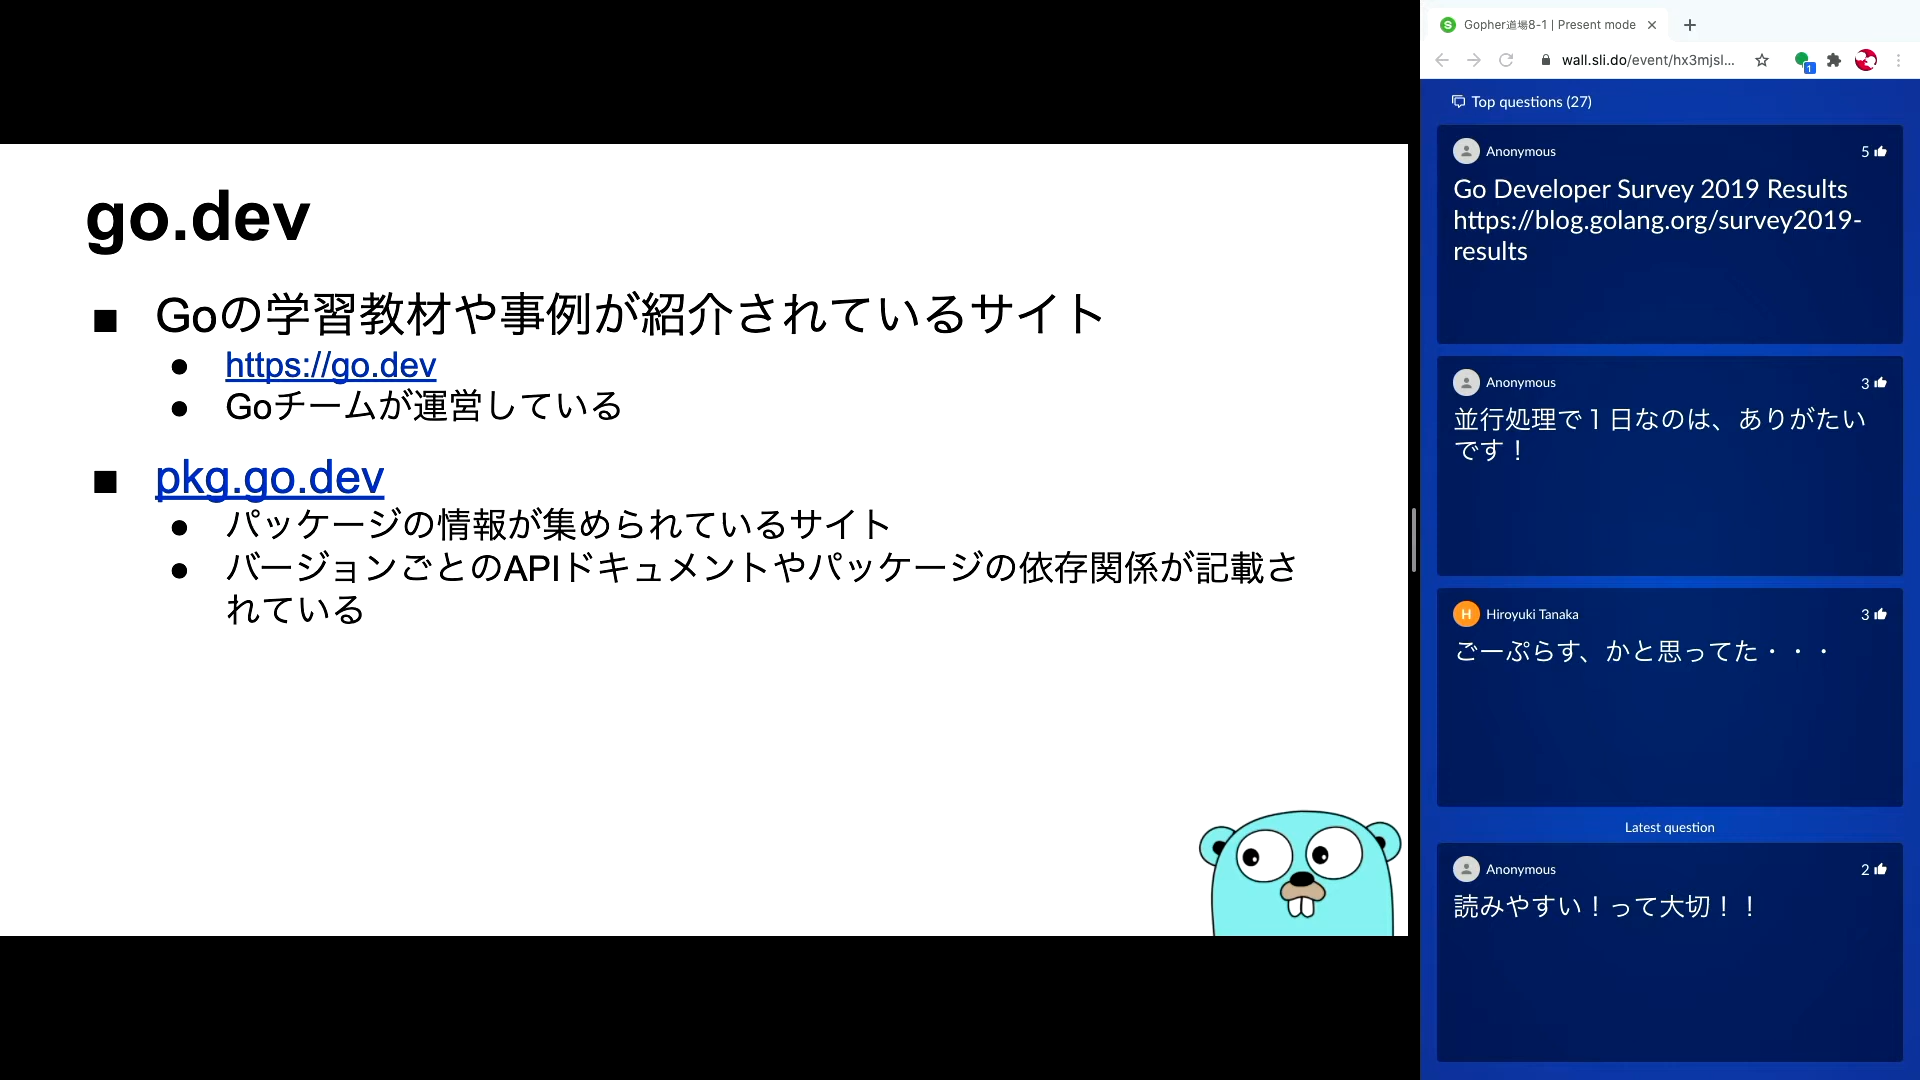 go.dev
Goの学習教材や事例が紹介されているサイト
https://go.dev
Goチームが運営している
pkg.go.dev
パッケージの情報が集められているサイト
バージョンごとのAPIドキュメントやパッケージの依存関係が記載さ
れている
Gopher道場8-1 | Present mode
wall.sli.do/event/hx3mjsl...
1
Top questions (27)
Anonymous
5
Go Developer Survey 2019 Results
https://blog.golang.org/survey2019-
results
Anonymous
3
並行処理で１日なのは、ありがたい
です！
H
Hiroyuki Tanaka
3
ごーぷらす、かと思ってた・・・
Latest question
Anonymous
2
読みやすい！って大切！！